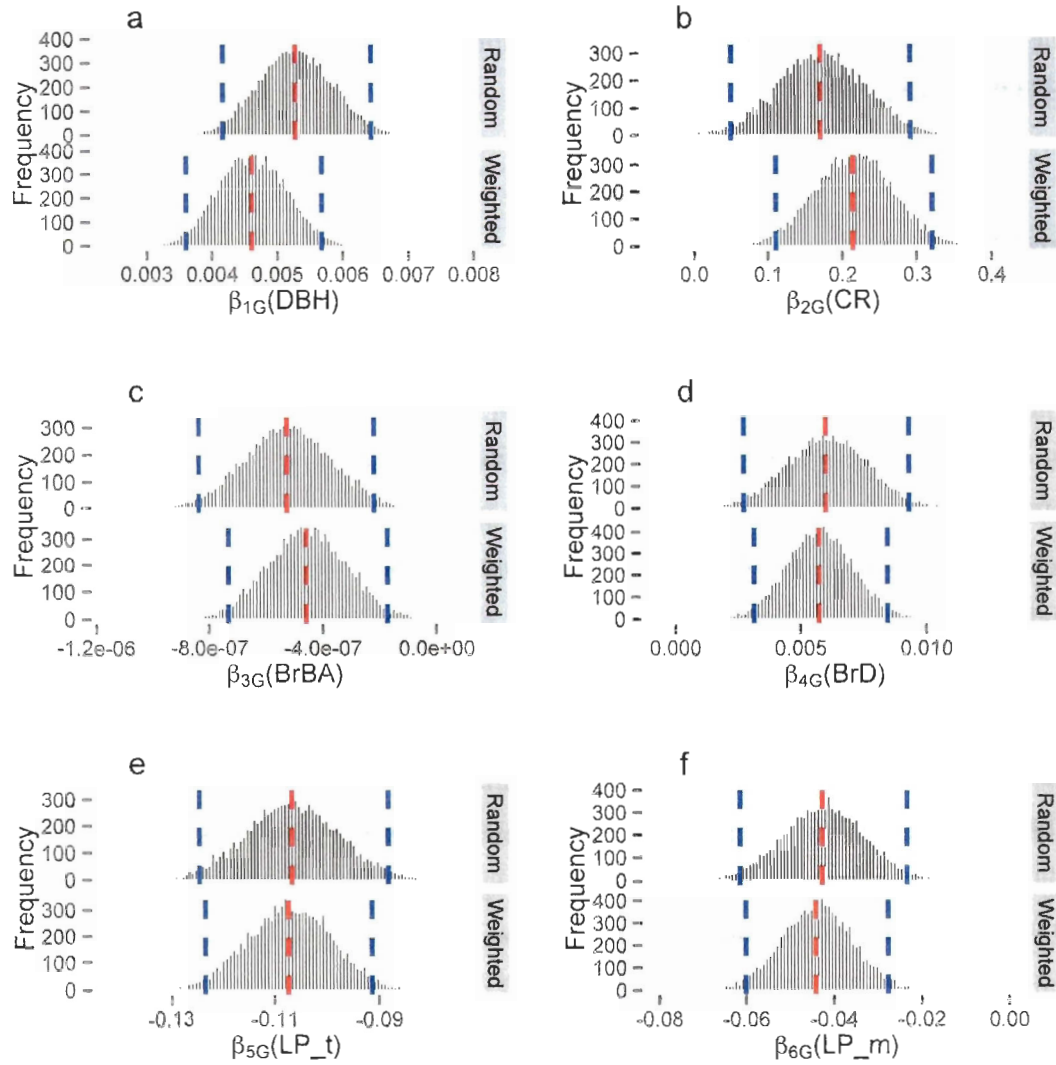 a
Frequency
400
300
200
100
0
Random
400
300
200
100
0
Weighted
0.003 0.004 0.005 0.006 0.007 0.008
β1G(DBH)
b
Frequency
300
200
100
0
Random
300
200
100
0
Weighted
0.0 0.1 0.2 0.3 0.4
β2G(CR)
c
Frequency
300
200
100
0
Random
300
200
100
0
Weighted
-1.2e-06 -8.0e-07 -4.0e-07 0.0e+00
β3G(BrBA)
d
Frequency
400
300
200
100
0
Random
400
300
200
100
0
Weighted
0.000 0.005 0.010
β4G(BrD)
e
Frequency
300
200
100
0
Random
300
200
100
0
Weighted
-0.13 -0.11 -0.09
β5G(LP_t)
f
Frequency
400
300
200
100
0
Random
400
300
200
100
0
Weighted
-0.08 -0.06 -0.04 -0.02 0.00
β6G(LP_m)